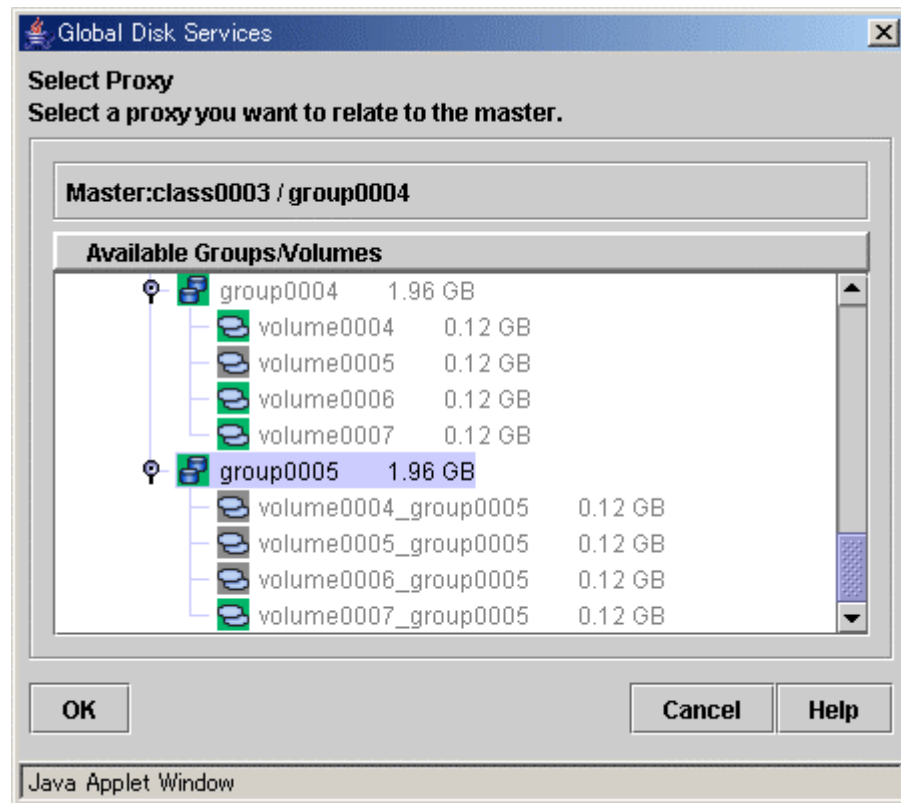 Global Disk Services
Select Proxy
Select a proxy you want to relate to the master.
Master:class0003 / group0004
Available Groups/Volumes
group0004 1.96 GB
volume0004 0.12 GB
volume0005 0.12 GB
volume0006 0.12 GB
volume0007 0.12 GB
group0005 1.96 GB
volume0004_group0005 0.12 GB
volume0005_group0005 0.12 GB
volume0006_group0005 0.12 GB
volume0007_group0005 0.12 GB
OK Cancel Help
Java Applet Window